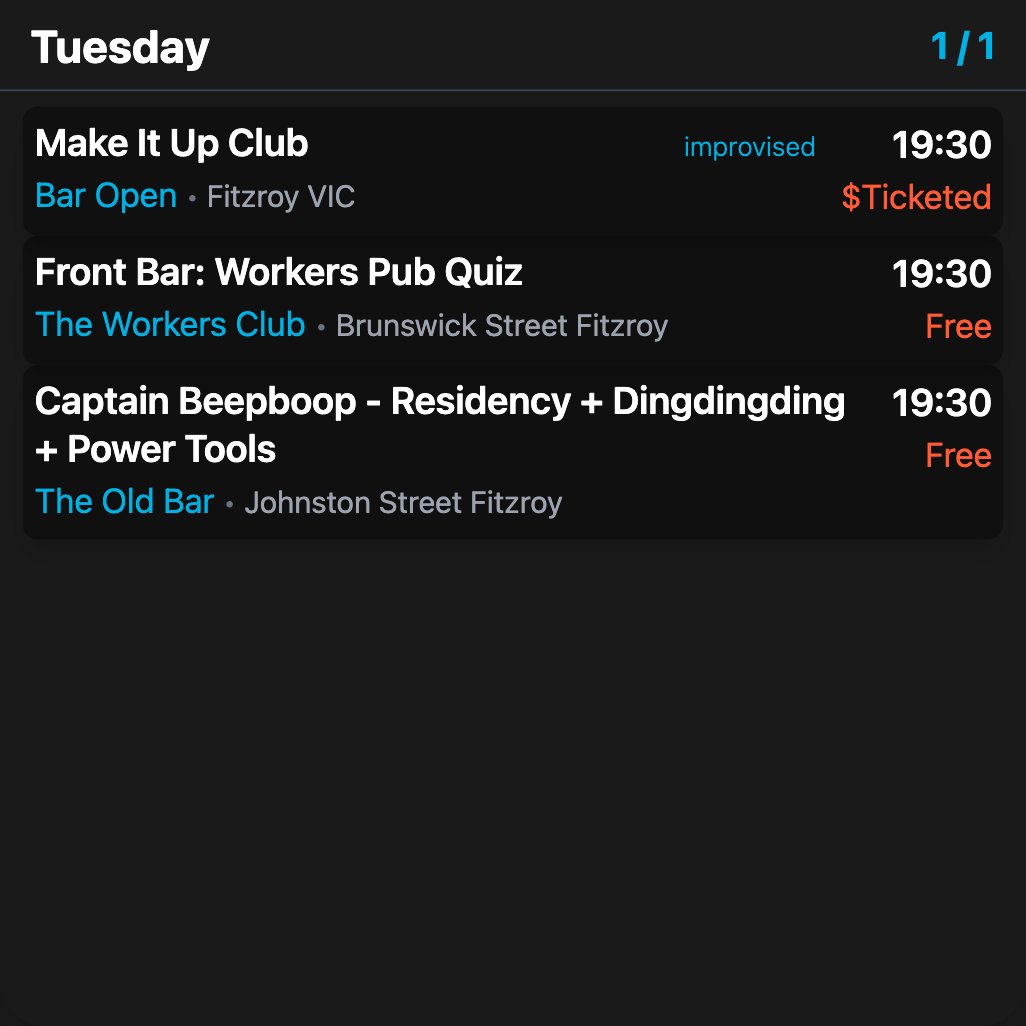 Tuesday 1 / 1
Make It Up Club improvised 19:30
Bar Open • Fitzroy VIC $Ticketed
Front Bar: Workers Pub Quiz 19:30
The Workers Club • Brunswick Street Fitzroy Free
Captain Beepboop - Residency + Dingdingding 19:30
+ Power Tools Free
The Old Bar • Johnston Street Fitzroy